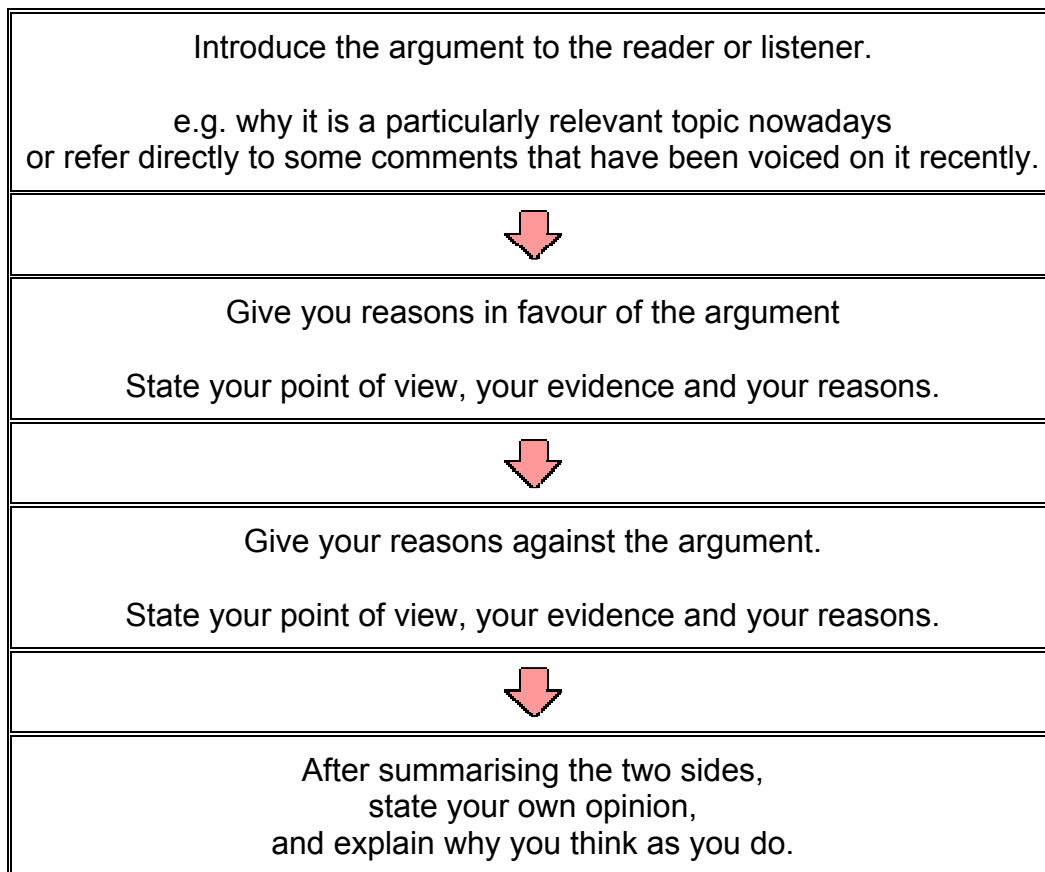 Introduce the argument to the reader or listener.
e.g. why it is a particularly relevant topic nowadays
or refer directly to some comments that have been voiced on it recently.
Give you reasons in favour of the argument
State your point of view, your evidence and your reasons.
Give your reasons against the argument.
State your point of view, your evidence and your reasons.
After summarising the two sides,
state your own opinion,
and explain why you think as you do.